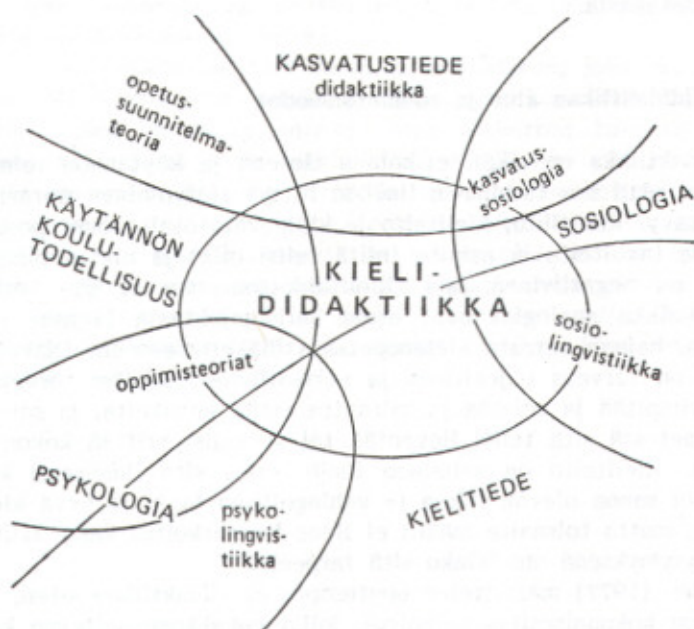 KASVATUSTIEDE
didaktiikka
opetus-
suunnitelma-
teoria
kasvatus-
sosiologia
SOSIOLOGIA
KÄYTÄNNÖN
KOULU-
TODELLISUUS
KIELI-
DIDAKTIIKKA
sosio-
lingvistiikka
oppimisteoriat
PSYKOLOGIA
psyko-
lingvis-
tiikka
KIELITIEDE